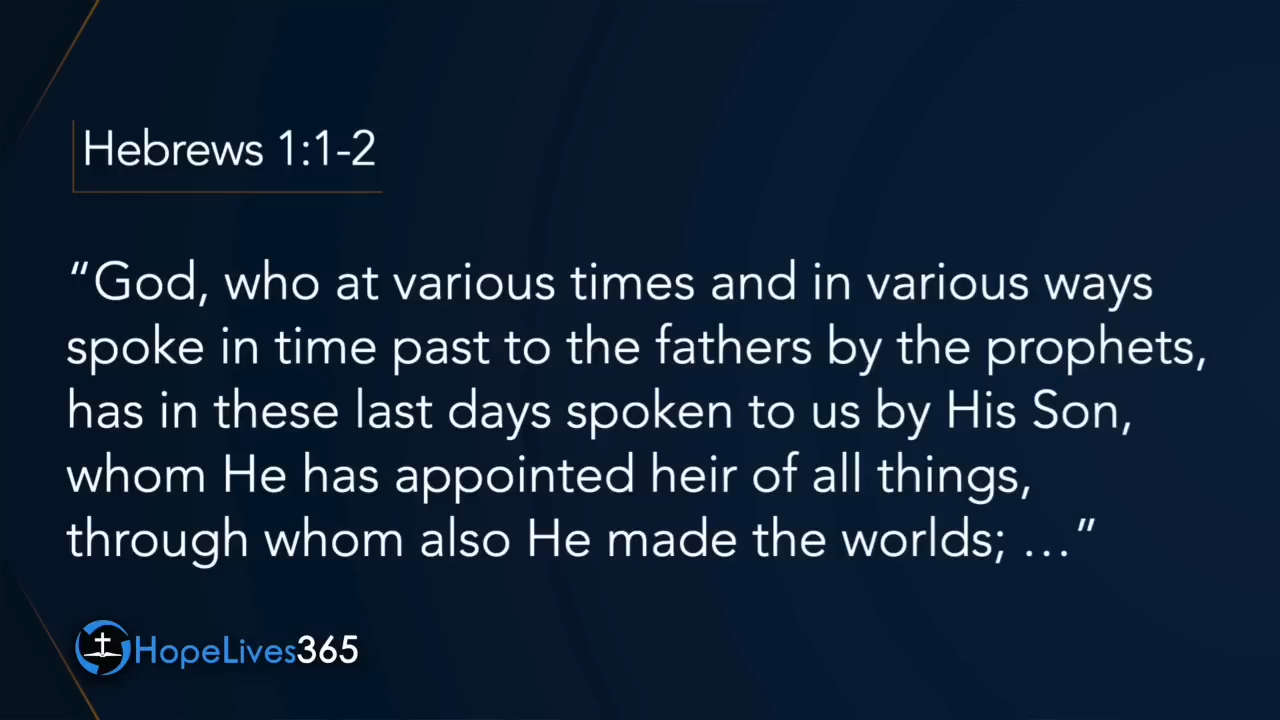 Hebrews 1:1-2
“God, who at various times and in various ways
spoke in time past to the fathers by the prophets,
has in these last days spoken to us by His Son,
whom He has appointed heir of all things,
through whom also He made the worlds; …”
HopeLives365